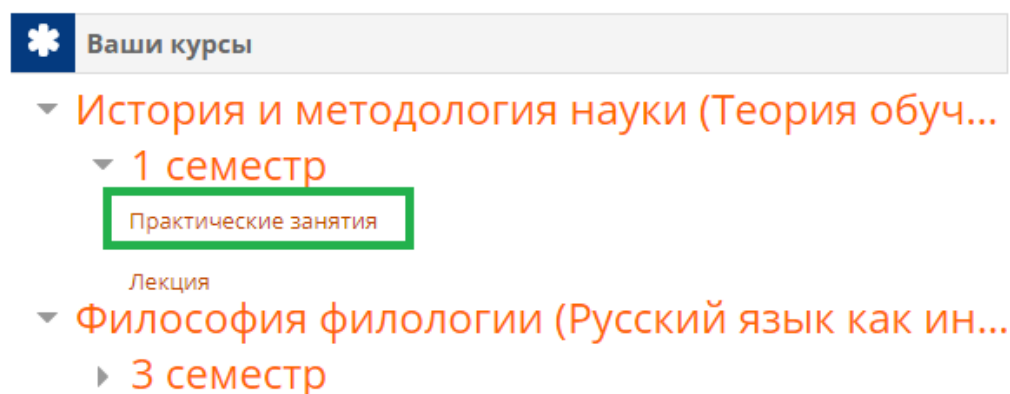 Ваши курсы
История и методология науки (Теория обуч...
1 семестр
Практические занятия
Лекция
Философия филологии (Русский язык как ин...
3 семестр